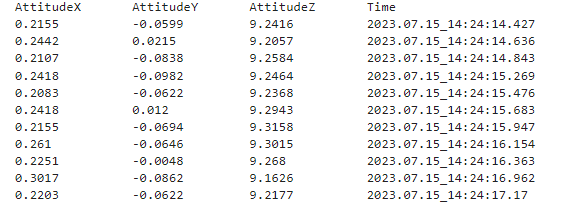 AttitudeX AttitudeY AttitudeZ Time
0.2155 -0.0599 9.2416 2023.07.15_14:24:14.427
0.2442 0.0215 9.2057 2023.07.15_14:24:14.636
0.2107 -0.0838 9.2584 2023.07.15_14:24:14.843
0.2418 -0.0982 9.2464 2023.07.15_14:24:15.269
0.2083 -0.0622 9.2368 2023.07.15_14:24:15.476
0.2418 0.012 9.2943 2023.07.15_14:24:15.683
0.2155 -0.0694 9.3158 2023.07.15_14:24:15.947
0.261 -0.0646 9.3015 2023.07.15_14:24:16.154
0.2251 -0.0048 9.268 2023.07.15_14:24:16.363
0.3017 -0.0862 9.1626 2023.07.15_14:24:16.962
0.2203 -0.0622 9.2177 2023.07.15_14:24:17.17